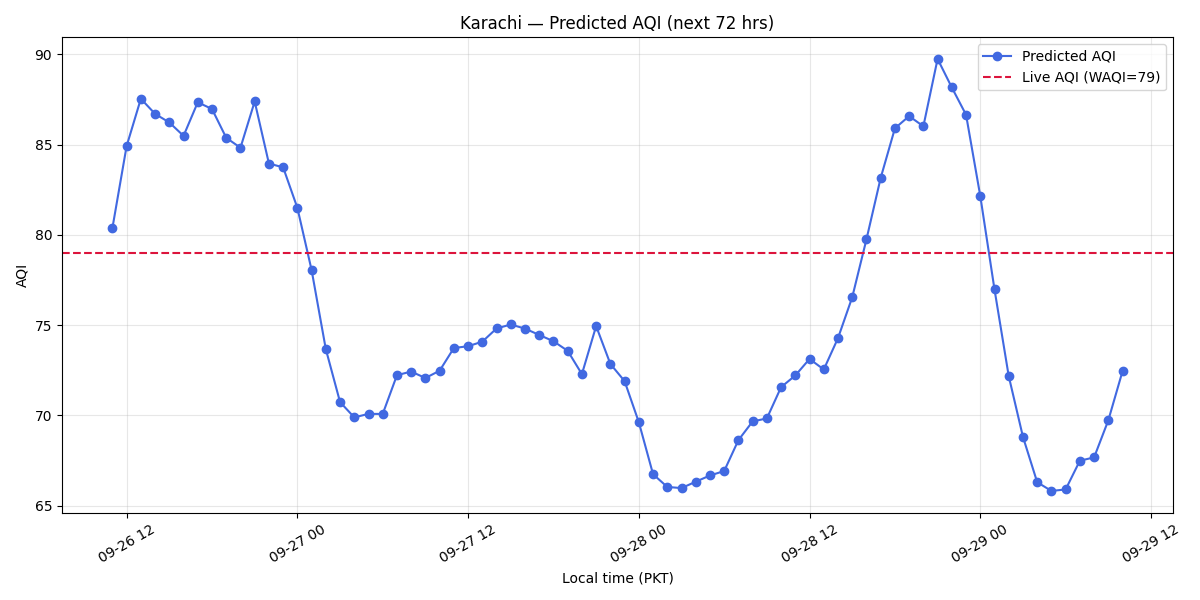 Karachi — Predicted AQI (next 72 hrs)
Predicted AQI
Live AQI (WAQI=79)
AQI
90
85
80
75
70
65
09-26 12
09-27 00
09-27 12
09-28 00
09-28 12
09-29 00
09-29 12
Local time (PKT)